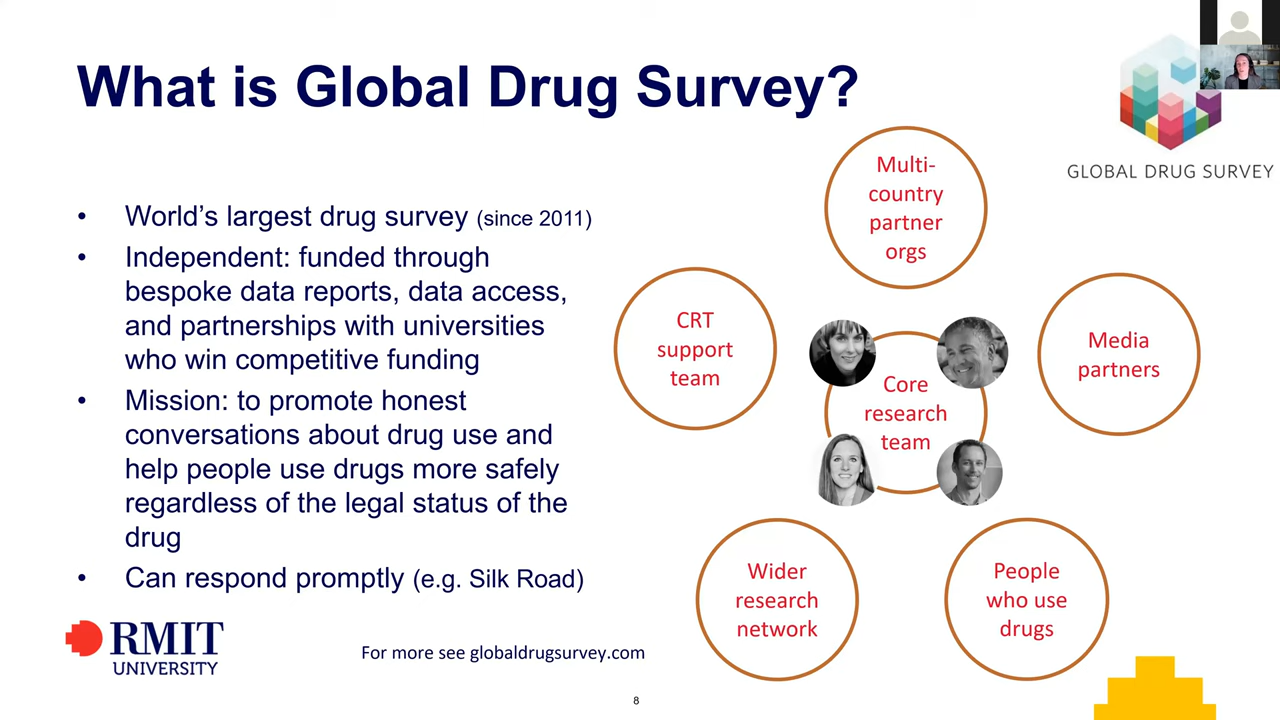 What is Global Drug Survey?
GLOBAL DRUG SURVEY
• World’s largest drug survey (since 2011)
• Independent: funded through
bespoke data reports, data access,
and partnerships with universities
who win competitive funding
• Mission: to promote honest
conversations about drug use and
help people use drugs more safely
regardless of the legal status of the
drug
• Can respond promptly (e.g. Silk Road)
Multi-
country
partner
orgs
CRT
support
team
Core
research
team
Media
partners
Wider
research
network
People
who use
drugs
RMIT
UNIVERSITY
For more see globaldrugsurvey.com
8